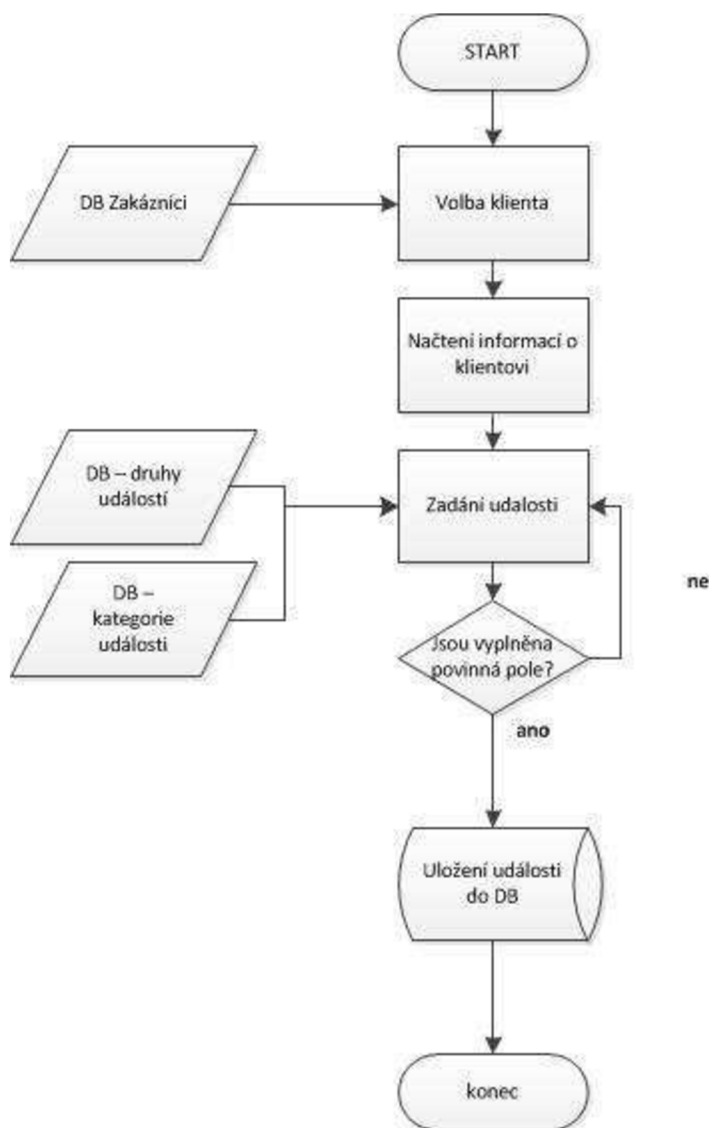 START
DB Zakázníci
Volba klienta
Načtení informací o
klientovi
DB – druhy
událostí
Zadání udalosti
DB –
kategorie
události
ne
Jsou vyplněna
povinná pole?
ano
Uložení události
do DB
konec